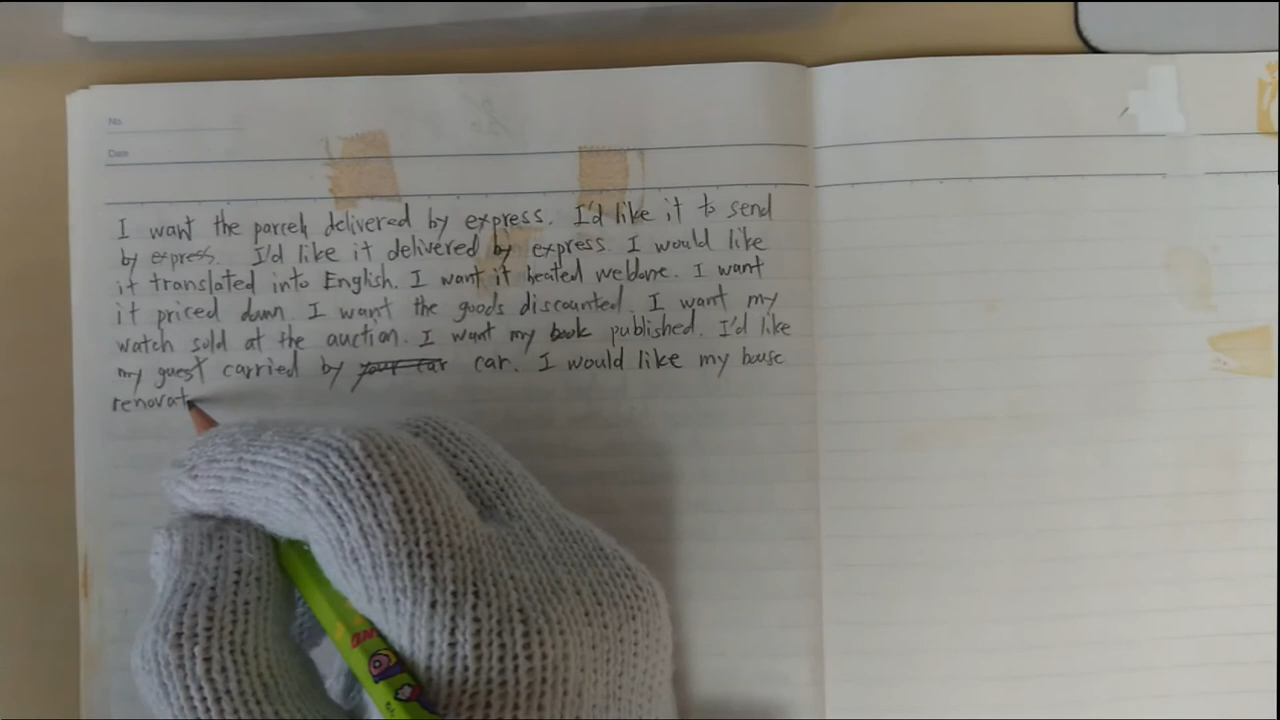 No.
Date
I want the parcel delivered by express. I'd like it to send
by express. I'd like it delivered by express. I would like
it translated into English. I want it heated weldone. I want
it priced down. I want the goods discounted. I want my
watch sold at the auction. I want my book published. I'd like
my guest carried by your car car. I would like my house
renovat